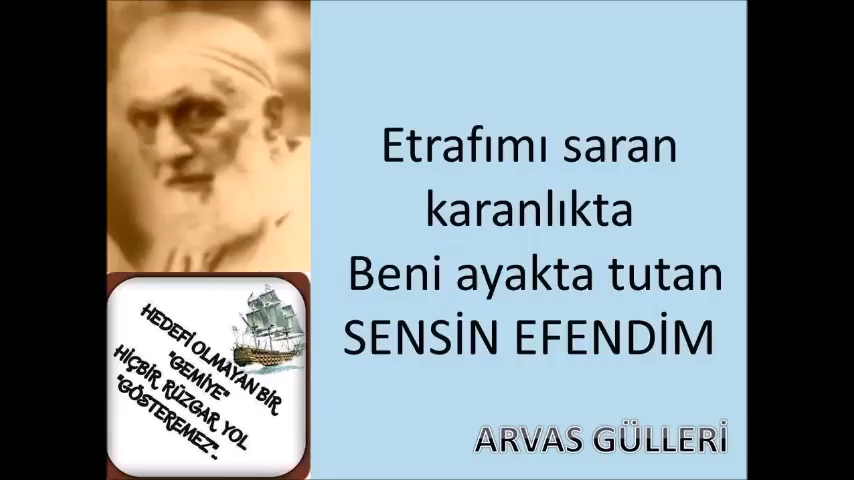 Etrafımı saran
karanlıkta
Beni ayakta tutan
SENSİN EFENDİM
HEDEFİ OLMAYAN BİR
"GEMİYE"
HİÇBİR RÜZGAR YOL
"GÖSTEREMEZ"..
ARVAS GÜLLERİ